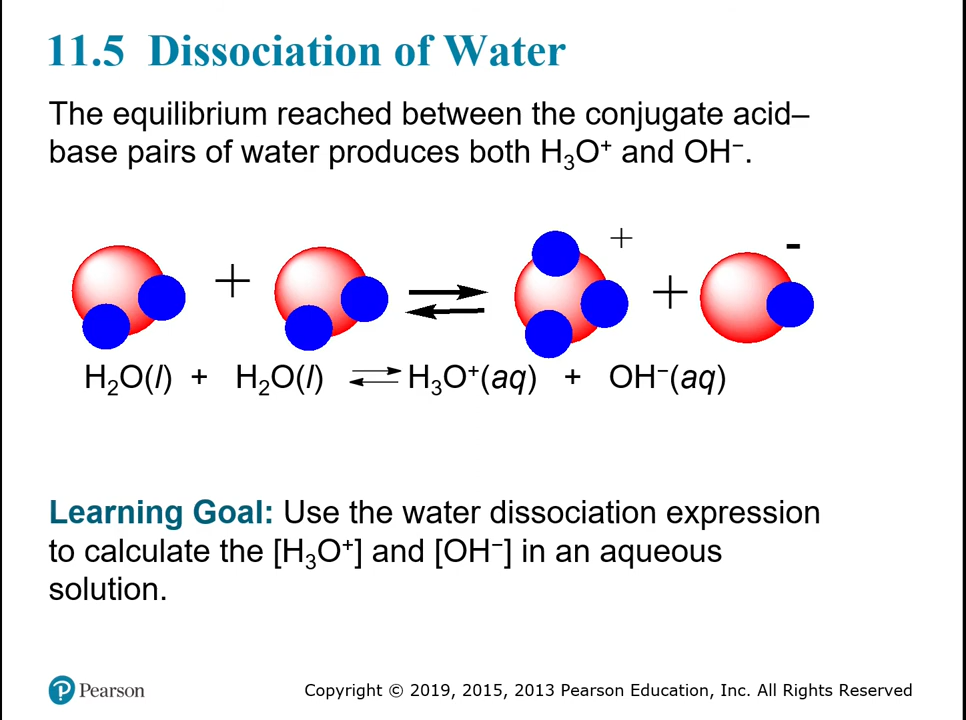 11.5 Dissociation of Water
The equilibrium reached between the conjugate acid–
base pairs of water produces both H₃O⁺ and OH⁻.
+ + + -
H₂O(l) + H₂O(l) ⇌ H₃O⁺(aq) + OH⁻(aq)
Learning Goal: Use the water dissociation expression
to calculate the [H₃O⁺] and [OH⁻] in an aqueous
solution.
Pearson
Copyright © 2019, 2015, 2013 Pearson Education, Inc. All Rights Reserved